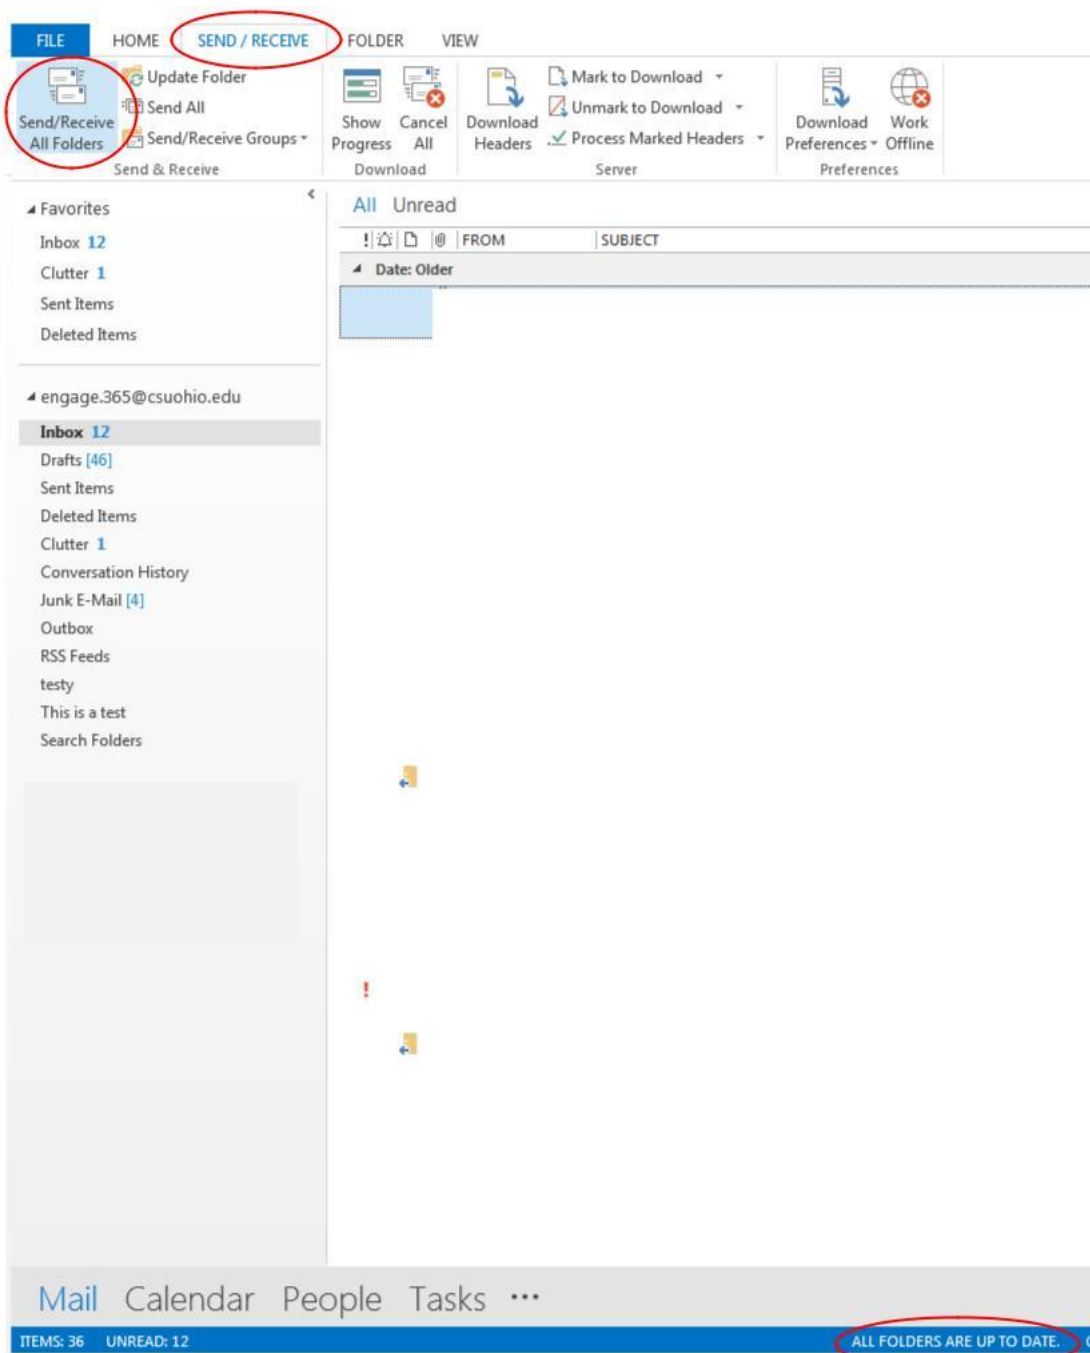 FILE HOME SEND / RECEIVE FOLDER VIEW
Send/Receive All Folders
Update Folder
Send All
Send/Receive Groups
Send & Receive
Show Progress
Cancel All
Download
Download Headers
Mark to Download
Unmark to Download
Process Marked Headers
Server
Download Preferences
Work Offline
Preferences
Favorites
Inbox 12
Clutter 1
Sent Items
Deleted Items
engage.365@csuohio.edu
Inbox 12
Drafts [46]
Sent Items
Deleted Items
Clutter 1
Conversation History
Junk E-Mail [4]
Outbox
RSS Feeds
testy
This is a test
Search Folders
All Unread
! FROM SUBJECT
Date: Older
!
Mail Calendar People Tasks ...
ITEMS: 36 UNREAD: 12 ALL FOLDERS ARE UP TO DATE.